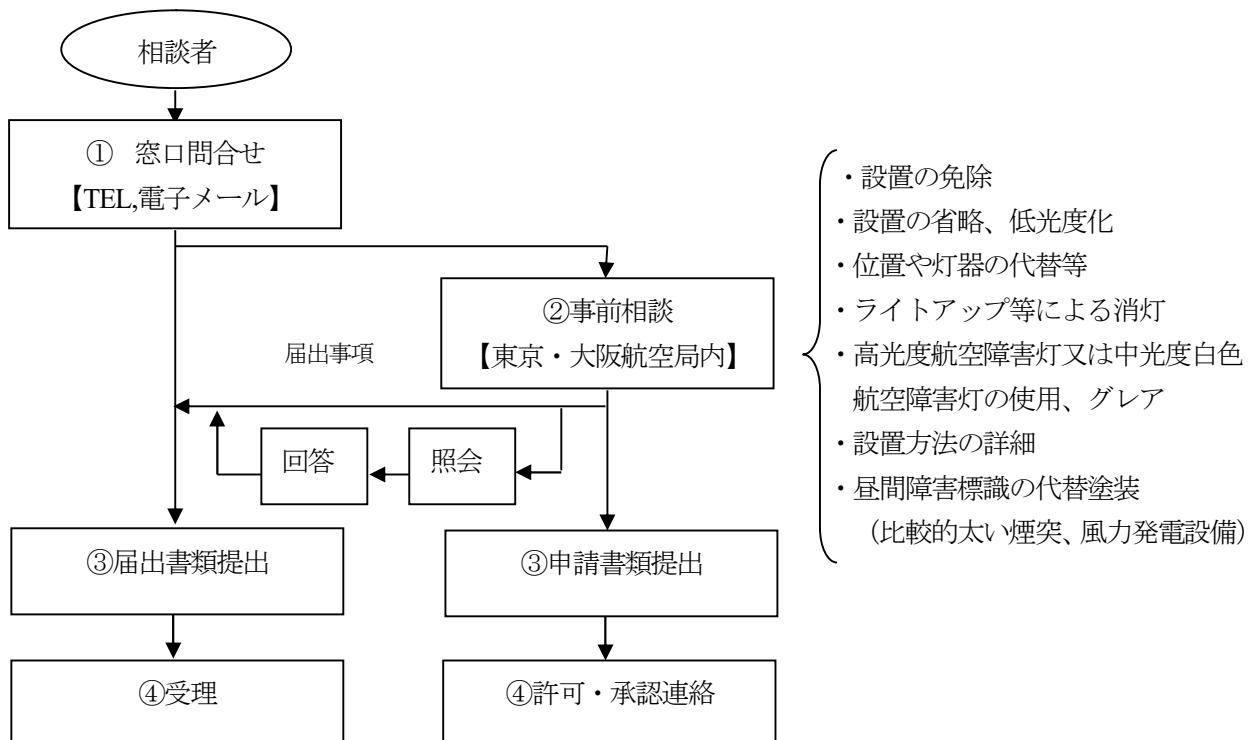 相談者
① 窓口問合せ
【TEL,電子メール】
②事前相談
【東京・大阪航空局内】
・設置の免除
・設置の省略、低光度化
・位置や灯器の代替等
・ライトアップ等による消灯
・高光度航空障害灯又は中光度白色
航空障害灯の使用、グレア
・設置方法の詳細
・昼間障害標識の代替塗装
（比較的太い煙突、風力発電設備）
届出事項
回答
照会
③届出書類提出
③申請書類提出
④受理
④許可・承認連絡